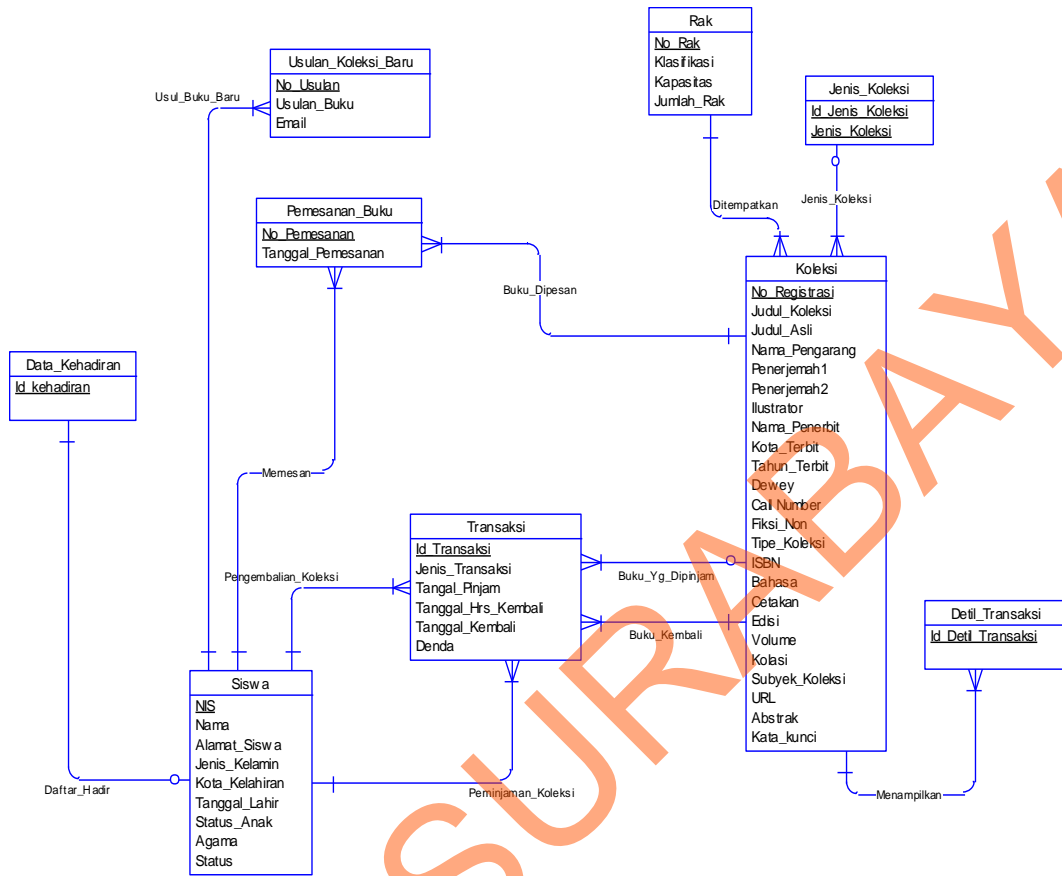 Rak
No_Rak
Klasifikasi
Kapasitas
Jumlah_Rak
Usulan_Koleksi_Baru
No_Usulan
Usulan_Buku
Email
Usul_Buku_Baru
Jenis_Koleksi
Id_Jenis_Koleksi
Jenis_Koleksi
Ditempatkan
Jenis_Koleksi
Pemesanan_Buku
No_Pemesanan
Tanggal_Pemesanan
Buku_Dipesan
Koleksi
No_Registrasi
Judul_Koleksi
Judul_Asli
Nama_Pengarang
Penerjemah1
Penerjemah2
Ilustrator
Nama_Penerbit
Kota_Terbit
Tahun_Terbit
Dewey
Call Number
Fiksi_Non
Tipe_Koleksi
ISBN
Bahasa
Cetakan
Edisi
Volume
Kolasi
Subyek_Koleksi
URL
Abstrak
Kata_kunci
Data_Kehadiran
Id_kehadiran
Memesan
Transaksi
Id_Transaksi
Jenis_Transaksi
Tangal_Pinjam
Tanggal_Hrs_Kembali
Tanggal_Kembali
Denda
Pengembalian_Koleksi
Buku_Yg_Dipinjam
Buku_Kembali
Detil_Transaksi
Id_Detil_Transaksi
Siswa
NIS
Nama
Alamat_Siswa
Jenis_Kelamin
Kota_Kelahiran
Tanggal_Lahir
Status_Anak
Agama
Status
Daftar_Hadir
Peminjaman_Koleksi
Menampilkan
SURABAYA